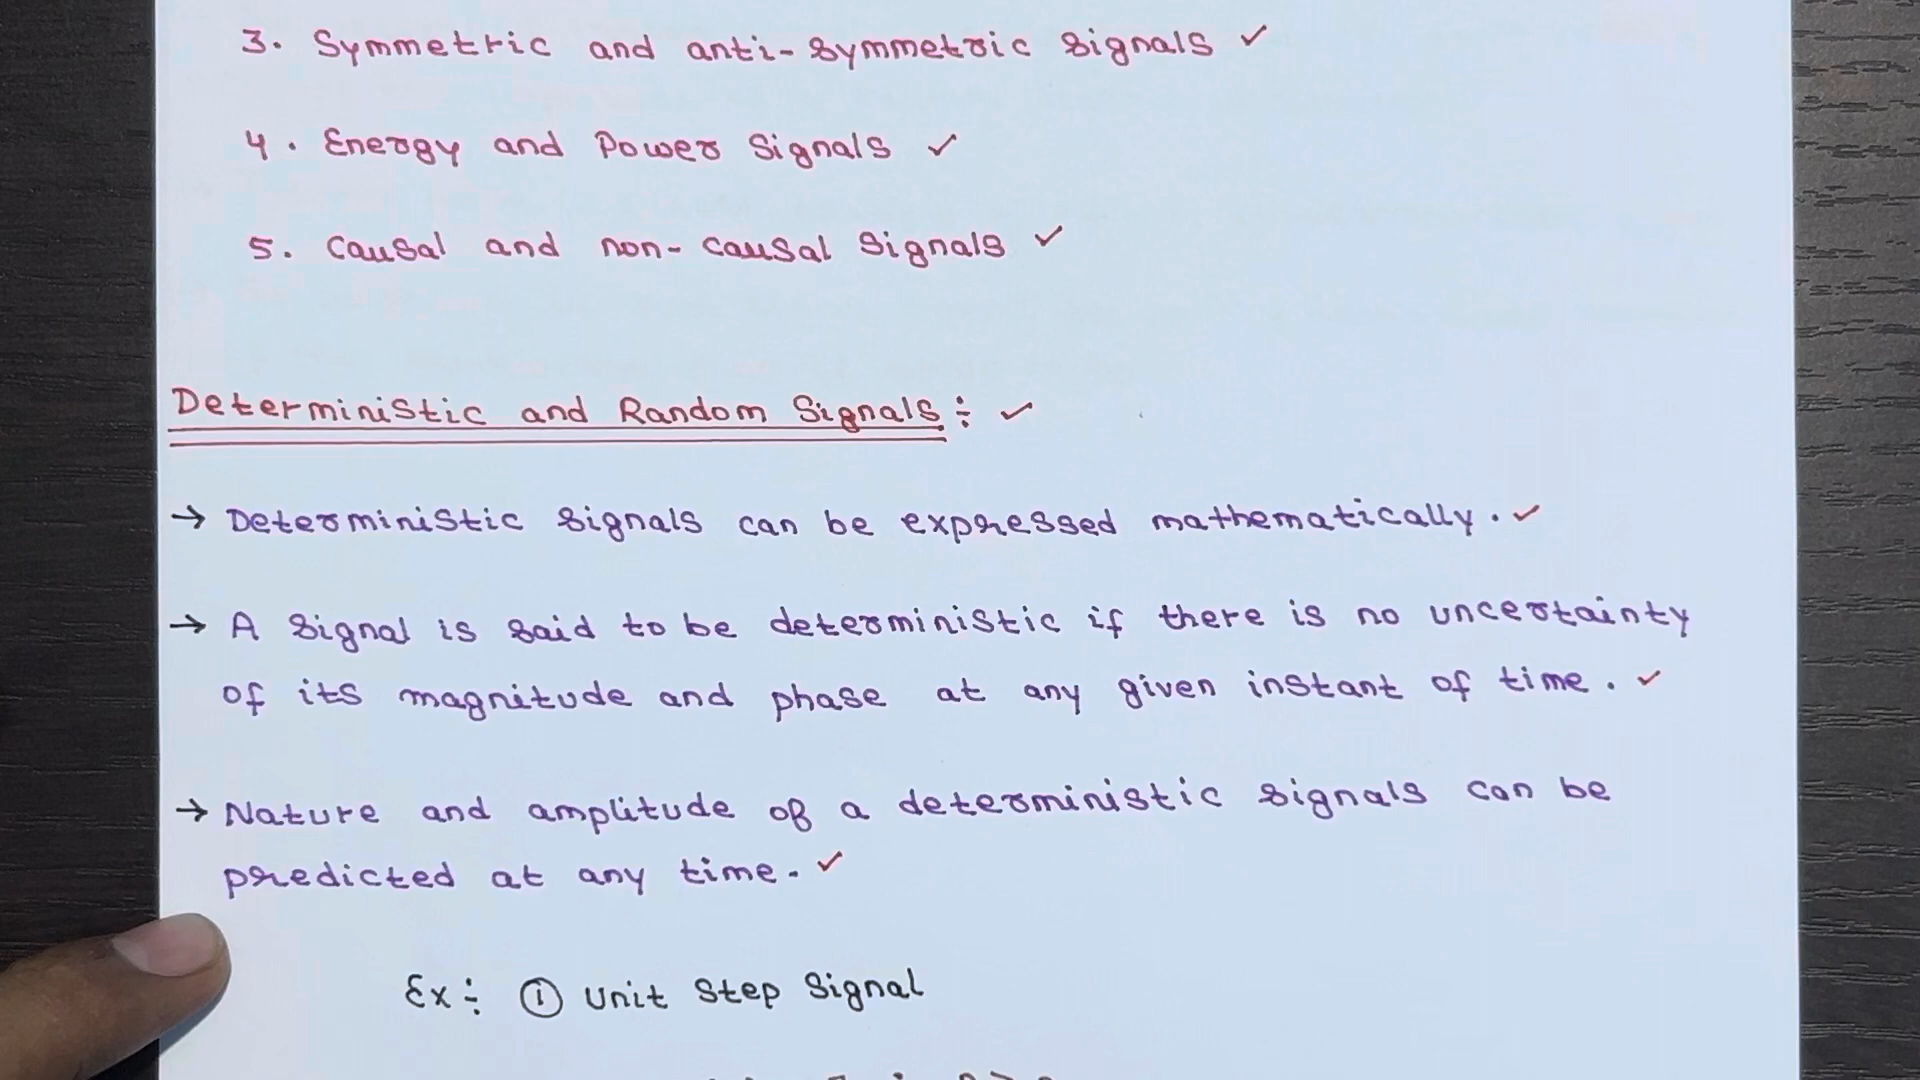 3. Symmetric and anti-symmetric signals ✓
4. Energy and Power Signals ✓
5. Causal and non-causal signals ✓
Deterministic and Random Signals :- ✓
→ Deterministic signals can be expressed mathematically. ✓
→ A signal is said to be deterministic if there is no uncertainty
of its magnitude and phase at any given instant of time. ✓
→ Nature and amplitude of a deterministic signals can be
predicted at any time. ✓
Ex :- ① Unit Step Signal